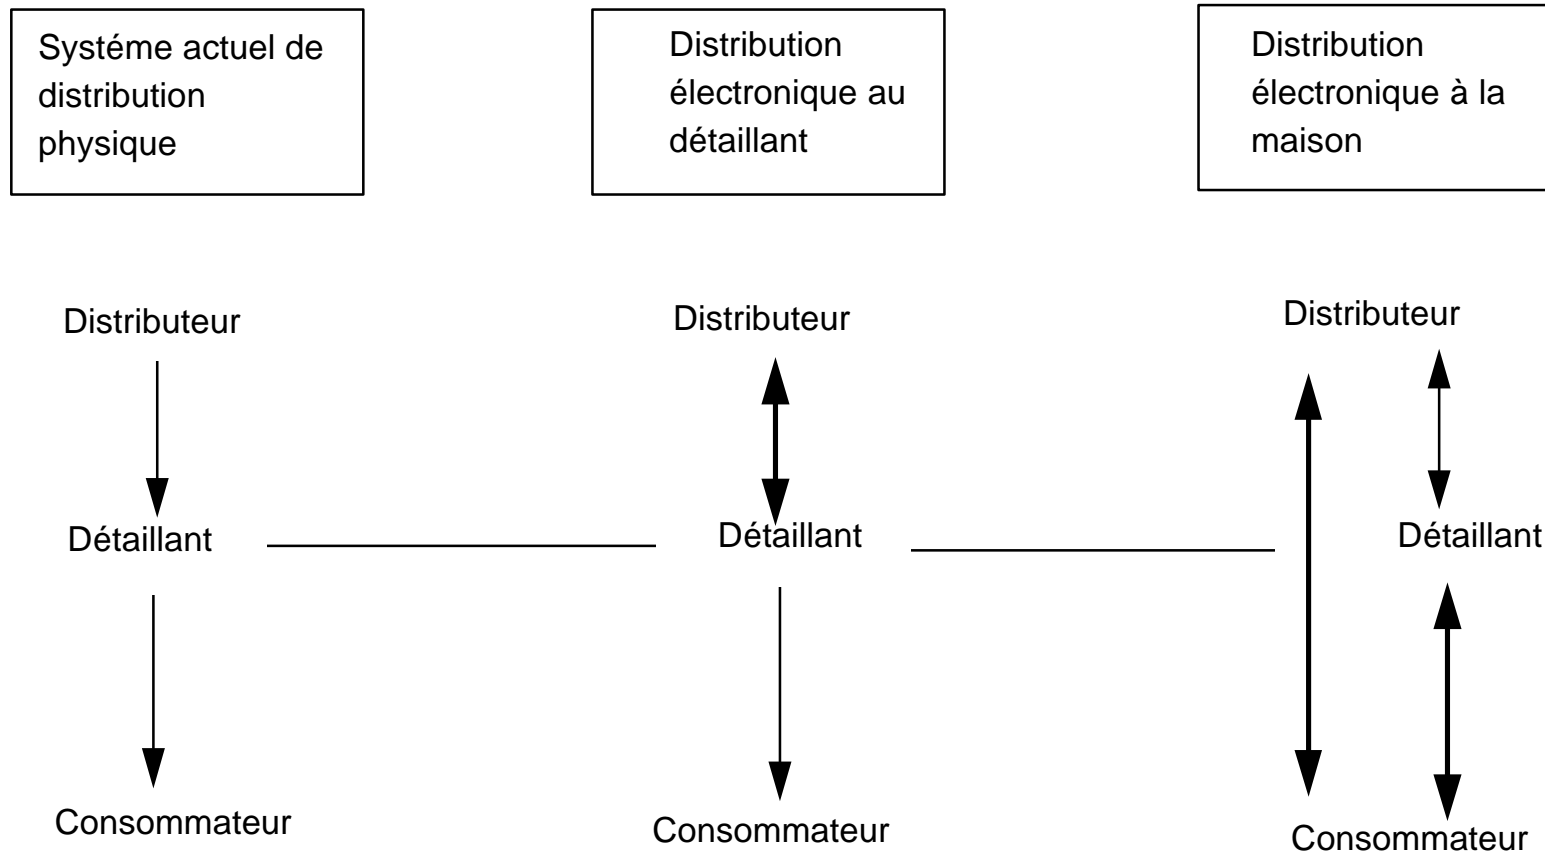 Systéme actuel de
distribution
physique
Distribution
électronique au
détaillant
Distribution
électronique à la
maison
Distributeur
Distributeur
Distributeur
Détaillant
Détaillant
Détaillant
Consommateur
Consommateur
Consommateur